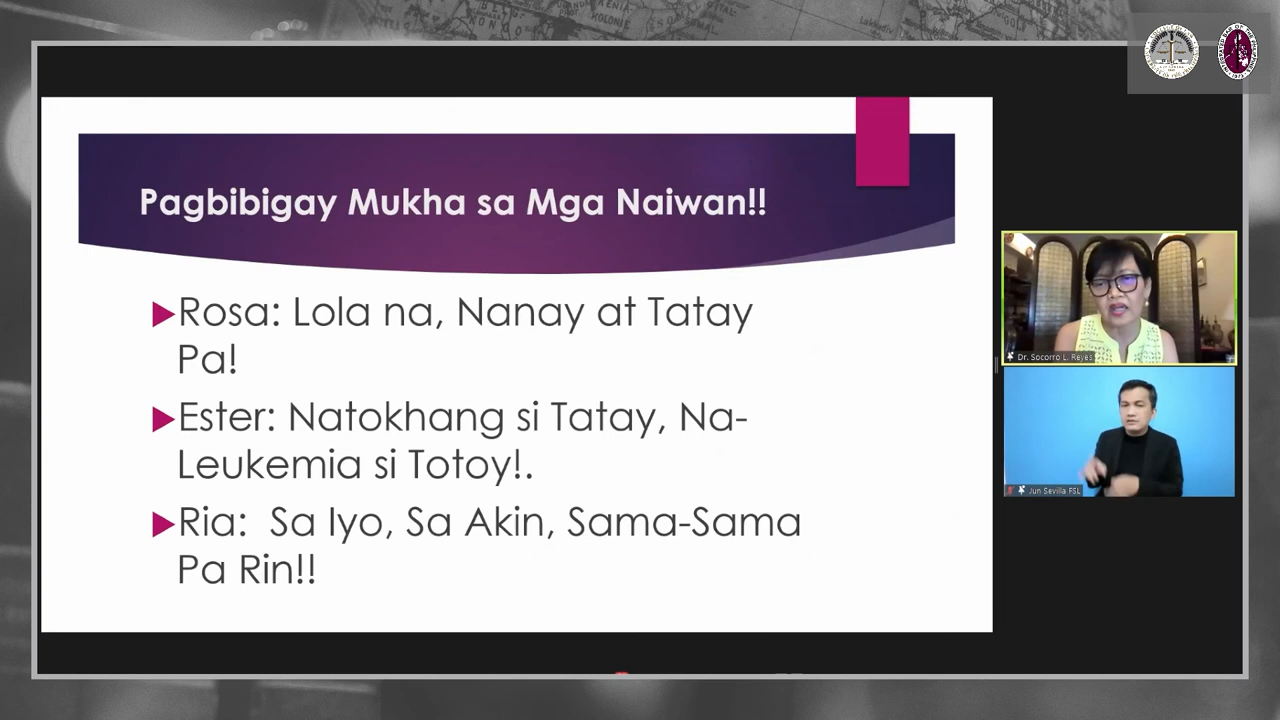 Pagbibigay Mukha sa Mga Naiwan!!
Rosa: Lola na, Nanay at Tatay
Pa!
Ester: Natokhang si Tatay, Na-
Leukemia si Totoy!.
Ria: Sa Iyo, Sa Akin, Sama-Sama
Pa Rin!!
Dr. Socorro L. Reyes
Jun Sevilla FSL